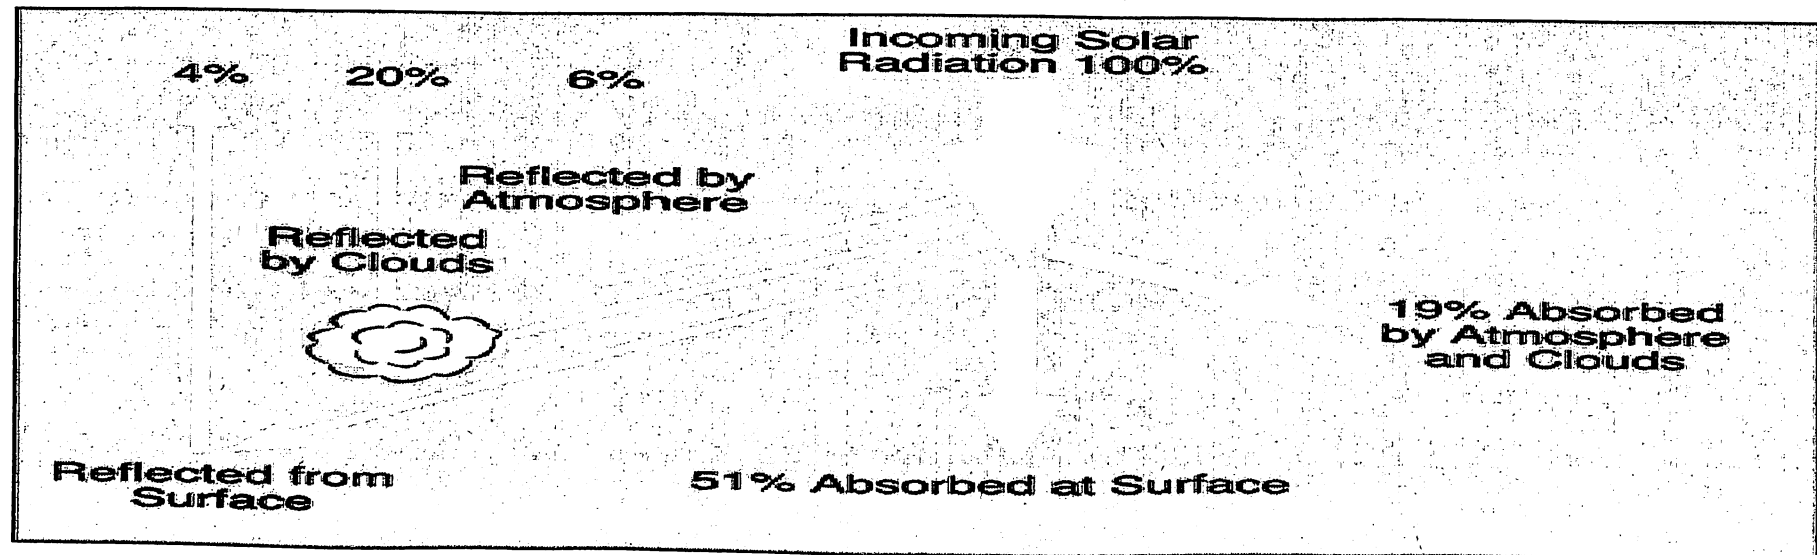 Incoming Solar
Radiation 100%
4%
20%
6%
Reflected by
Atmosphere
Reflected
by Clouds
19% Absorbed
by Atmosphere
and Clouds
Reflected from
Surface
51% Absorbed at Surface